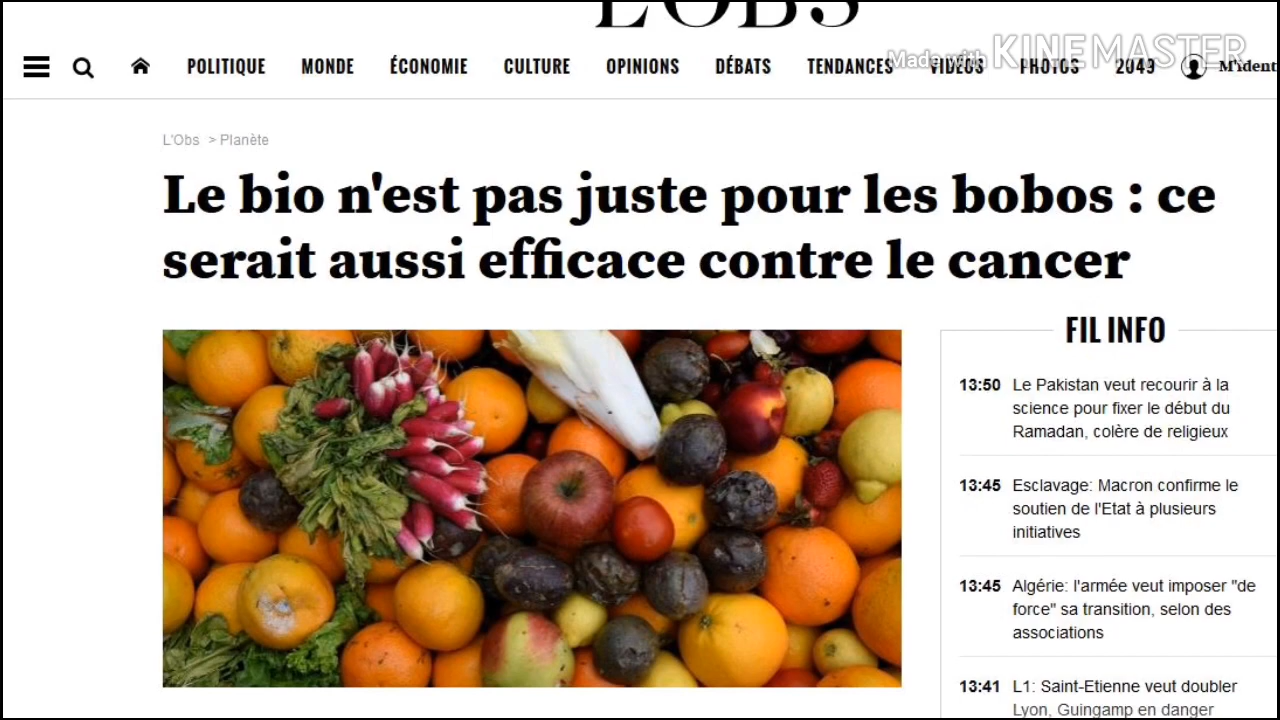 L'OBS
Made with KINEMASTER
POLITIQUE MONDE ÉCONOMIE CULTURE OPINIONS DÉBATS TENDANCES VIDÉOS PHOTOS 2049 M'ident
L'Obs > Planète
Le bio n'est pas juste pour les bobos : ce
serait aussi efficace contre le cancer
FIL INFO
13:50 Le Pakistan veut recourir à la
science pour fixer le début du
Ramadan, colère de religieux
13:45 Esclavage: Macron confirme le
soutien de l'Etat à plusieurs
initiatives
13:45 Algérie: l'armée veut imposer "de
force" sa transition, selon des
associations
13:41 L1: Saint-Etienne veut doubler
Lyon, Guingamp en danger